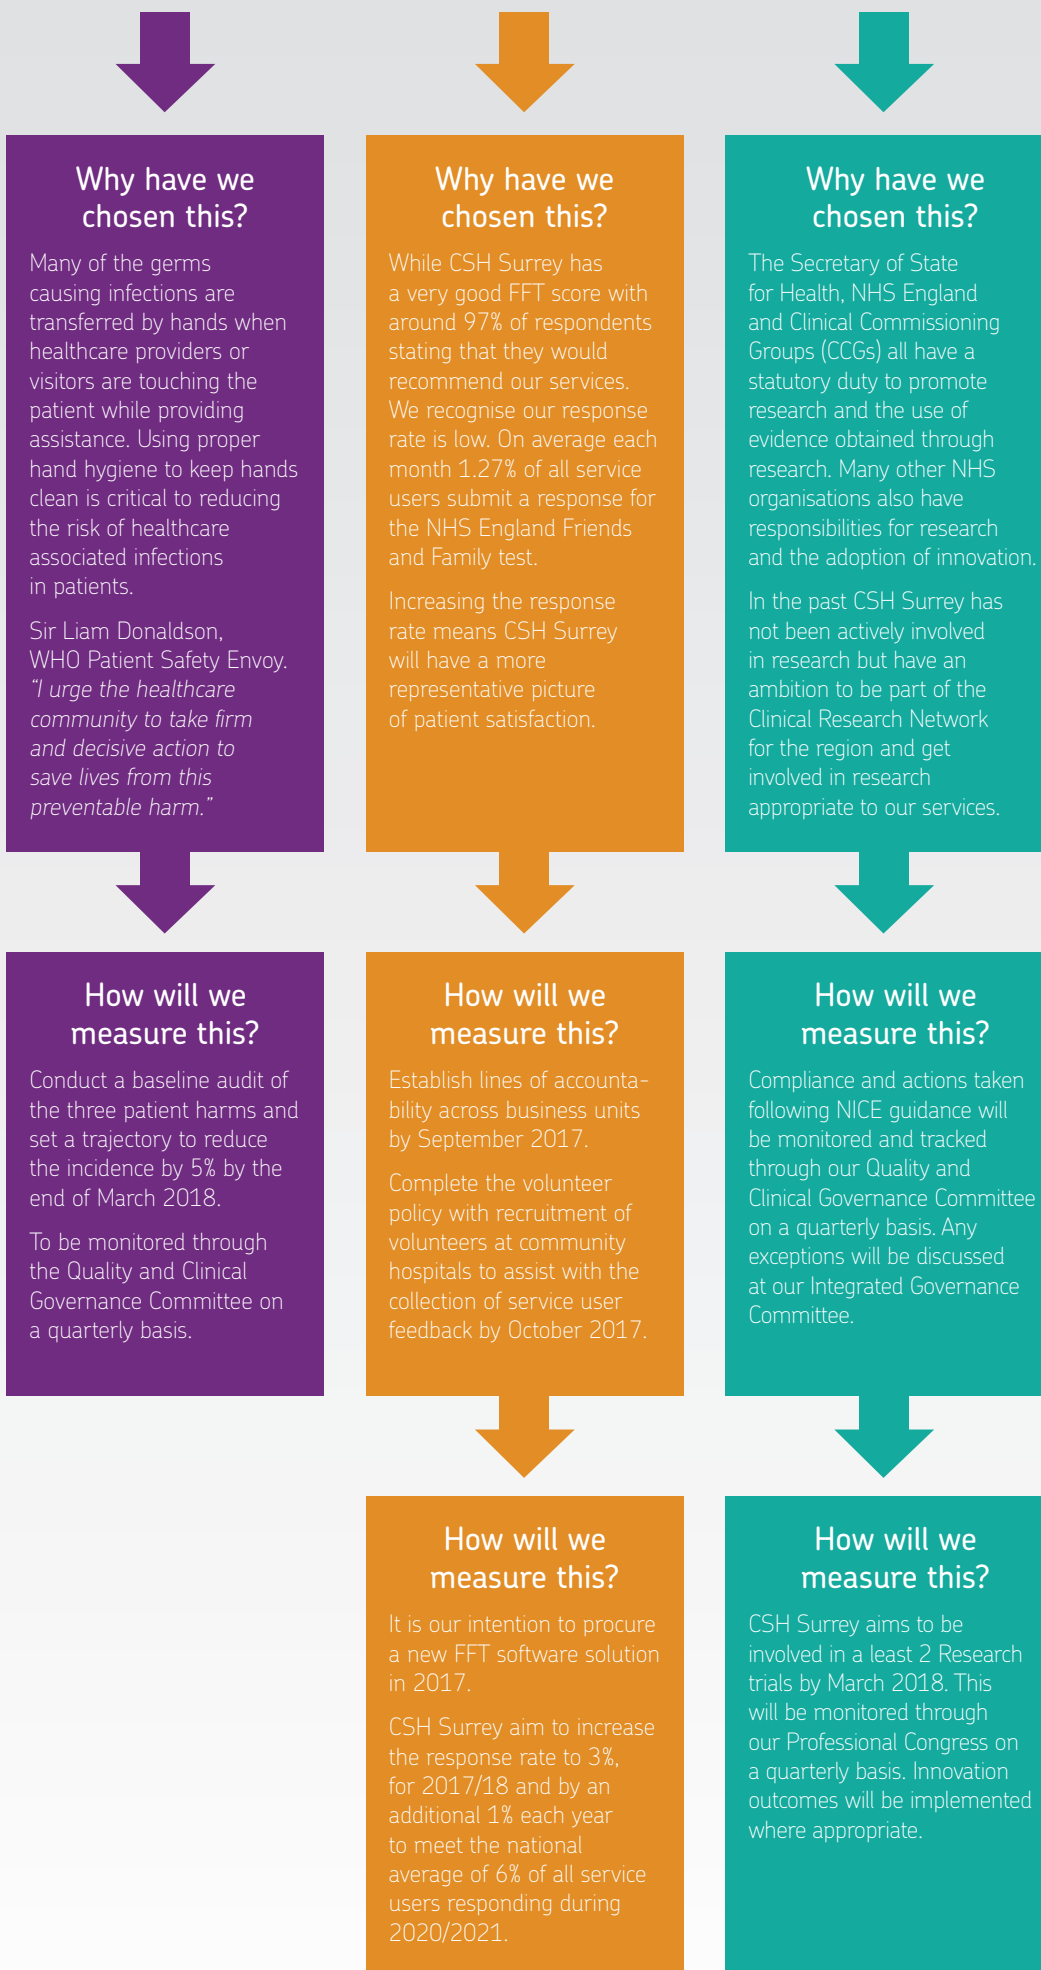 Why have we
chosen this?
Many of the germs
causing infections are
transferred by hands when
healthcare providers or
visitors are touching the
patient while providing
assistance. Using proper
hand hygiene to keep hands
clean is critical to reducing
the risk of healthcare
associated infections
in patients.
Sir Liam Donaldson,
WHO Patient Safety Envoy.
“I urge the healthcare
community to take firm
and decisive action to
save lives from this
preventable harm.”
How will we
measure this?
Conduct a baseline audit of
the three patient harms and
set a trajectory to reduce
the incidence by 5% by the
end of March 2018.
To be monitored through
the Quality and Clinical
Governance Committee on
a quarterly basis.
Why have we
chosen this?
While CSH Surrey has
a very good FFT score with
around 97% of respondents
stating that they would
recommend our services.
We recognise our response
rate is low. On average each
month 1.27% of all service
users submit a response for
the NHS England Friends
and Family test.
Increasing the response
rate means CSH Surrey
will have a more
representative picture
of patient satisfaction.
How will we
measure this?
Establish lines of accounta-
bility across business units
by September 2017.
Complete the volunteer
policy with recruitment of
volunteers at community
hospitals to assist with the
collection of service user
feedback by October 2017.
How will we
measure this?
It is our intention to procure
a new FFT software solution
in 2017.
CSH Surrey aim to increase
the response rate to 3%,
for 2017/18 and by an
additional 1% each year
to meet the national
average of 6% of all service
users responding during
2020/2021.
Why have we
chosen this?
The Secretary of State
for Health, NHS England
and Clinical Commissioning
Groups (CCGs) all have a
statutory duty to promote
research and the use of
evidence obtained through
research. Many other NHS
organisations also have
responsibilities for research
and the adoption of innovation.
In the past CSH Surrey has
not been actively involved
in research but have an
ambition to be part of the
Clinical Research Network
for the region and get
involved in research
appropriate to our services.
How will we
measure this?
Compliance and actions taken
following NICE guidance will
be monitored and tracked
through our Quality and
Clinical Governance Committee
on a quarterly basis. Any
exceptions will be discussed
at our Integrated Governance
Committee.
How will we
measure this?
CSH Surrey aims to be
involved in a least 2 Research
trials by March 2018. This
will be monitored through
our Professional Congress on
a quarterly basis. Innovation
outcomes will be implemented
where appropriate.